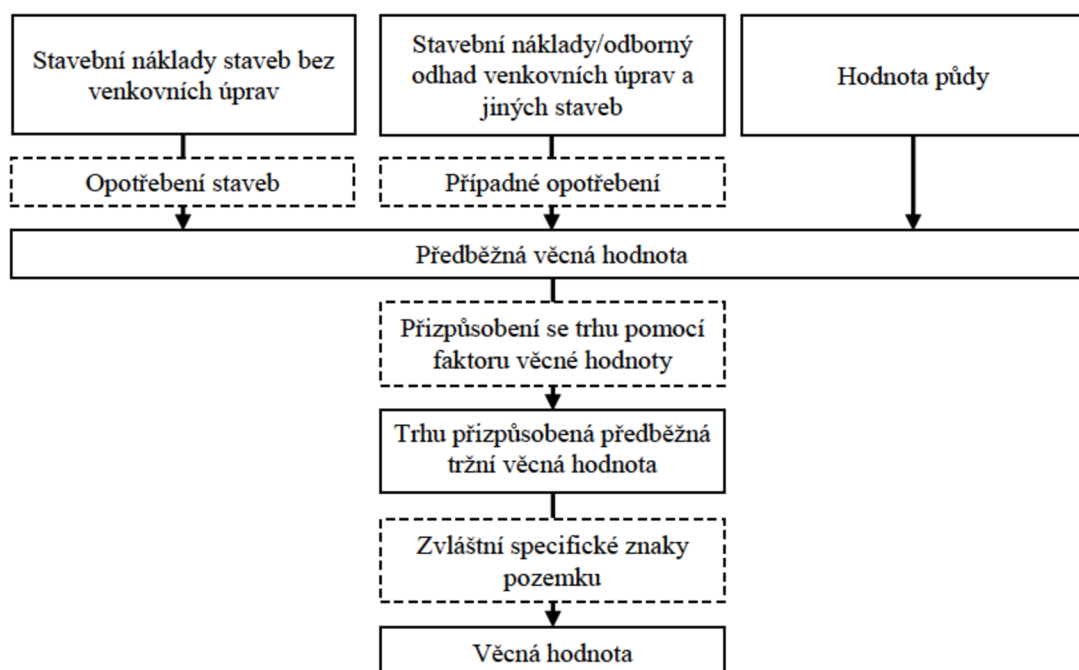 Stavební náklady staveb bez
venkovních úprav
Stavební náklady/odborný
odhad venkovních úprav a
jiných staveb
Hodnota půdy
Opotřebení staveb
Případné opotřebení
Předběžná věcná hodnota
Přizpůsobení se trhu pomocí
faktoru věcné hodnoty
Trhu přizpůsobená předběžná
tržní věcná hodnota
Zvláštní specifické znaky
pozemku
Věcná hodnota